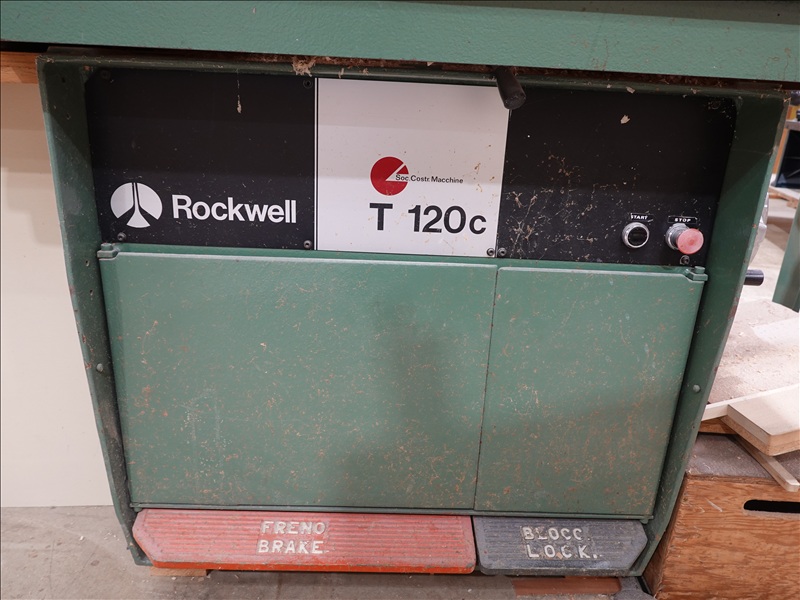 Soc.Costr. Macchine
Rockwell
T 120c
START
STOP
FRENO
BRAKE
BLOCC
LOCK.